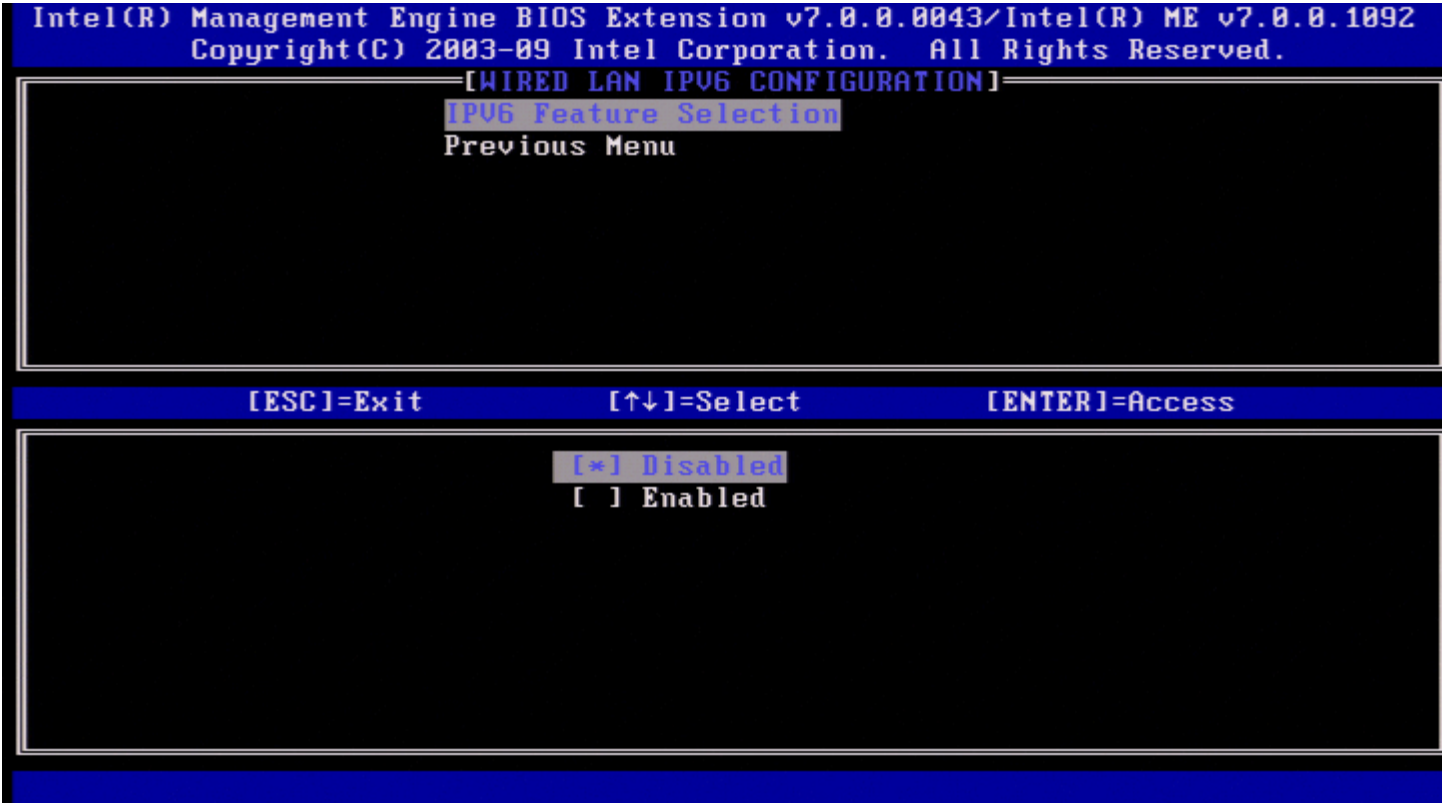 Intel(R) Management Engine BIOS Extension v7.0.0.0043/Intel(R) ME v7.0.0.1092
Copyright(C) 2003-09 Intel Corporation. All Rights Reserved.
[WIRED LAN IPV6 CONFIGURATION]
IPV6 Feature Selection
Previous Menu
[ESC]=Exit [↑↓]=Select [ENTER]=Access
[*] Disabled
[ ] Enabled